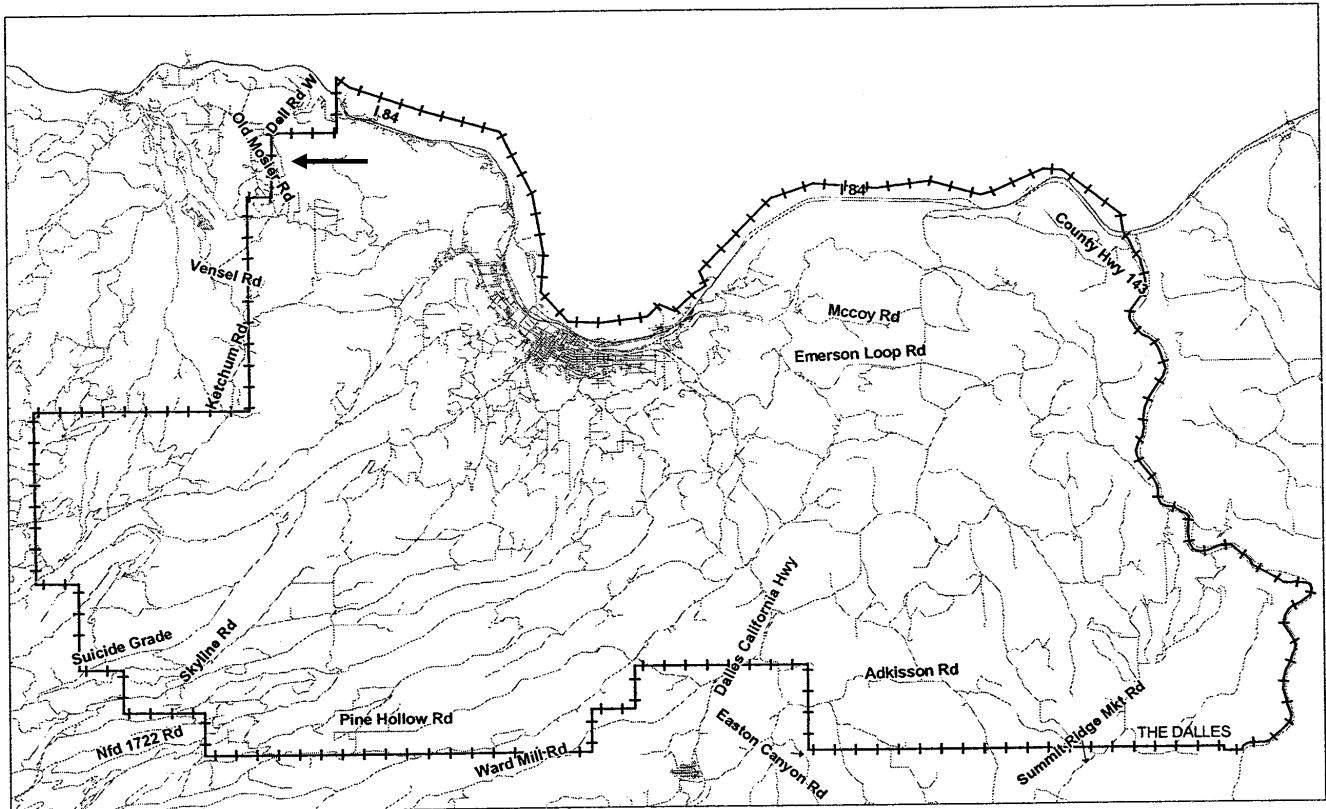 Dell Rd W
I 84
Old Mosier Rd
I 84
County Hwy 143
Vensel Rd
Mccoy Rd
Ketchum Rd
Emerson Loop Rd
Dalles California Hwy
Suicide Grade
Skyline Rd
Adkisson Rd
Pine Hollow Rd
Nfd 1722 Rd
Ward Mill Rd
Easton Canyon Rd
Summit Ridge Mkt Rd
THE DALLES